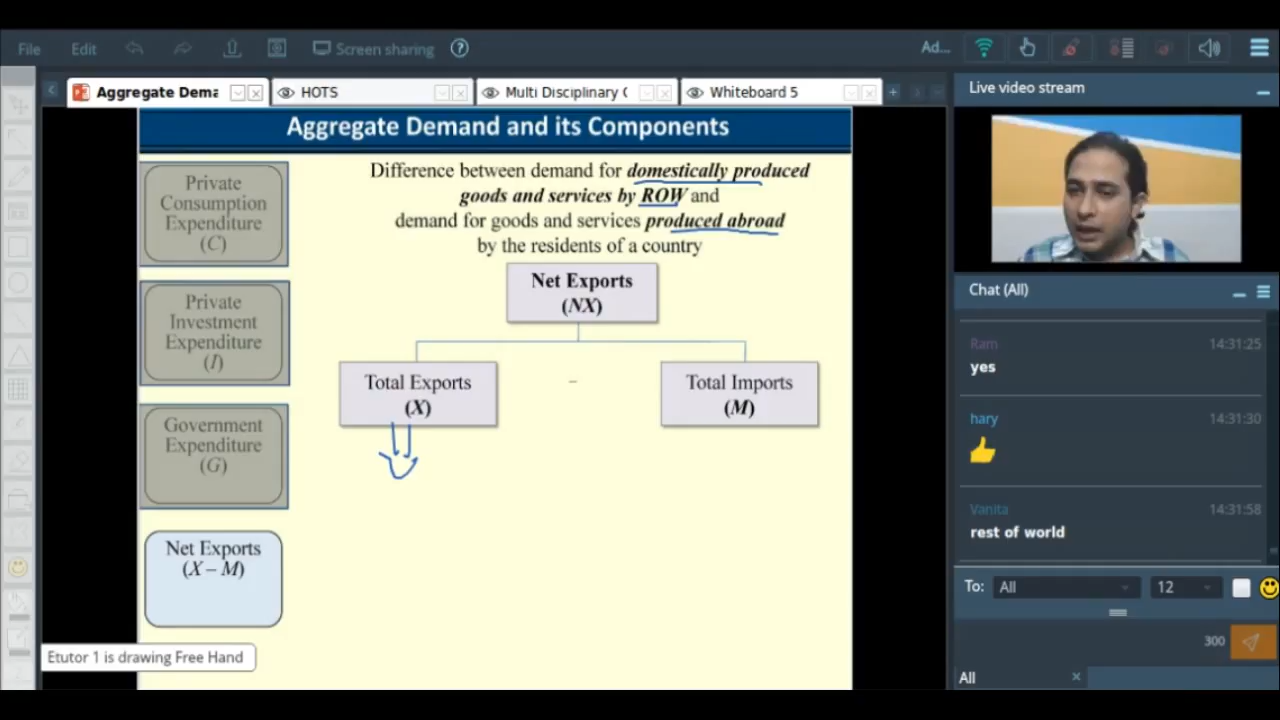 File Edit Screen sharing ? Ad...
Aggregate Dema HOTS Multi Disciplinary C Whiteboard 5 +
Live video stream
Aggregate Demand and its Components
Private
Consumption
Expenditure
(C)
Private
Investment
Expenditure
(I)
Government
Expenditure
(G)
Net Exports
(X – M)
Difference between demand for domestically produced
goods and services by ROW and
demand for goods and services produced abroad
by the residents of a country
Net Exports
(NX)
Total Exports
(X)
–
Total Imports
(M)
Etutor 1 is drawing Free Hand
Chat (All)
Ram 14:31:25
yes
hary 14:31:30
Vanita 14:31:58
rest of world
To: All 12
300
All